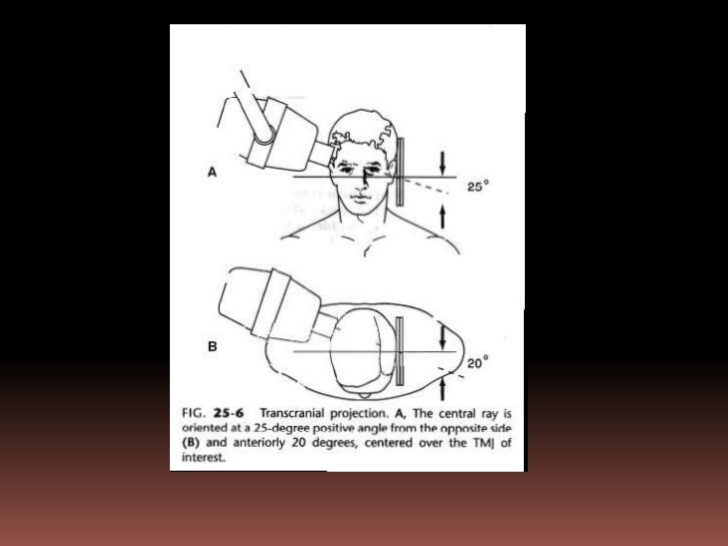 A
25°
B
20°
FIG. 25-6 Transcranial projection. A, The central ray is
oriented at a 25-degree positive angle from the opposite side
(B) and anteriorly 20 degrees, centered over the TMJ of
interest.